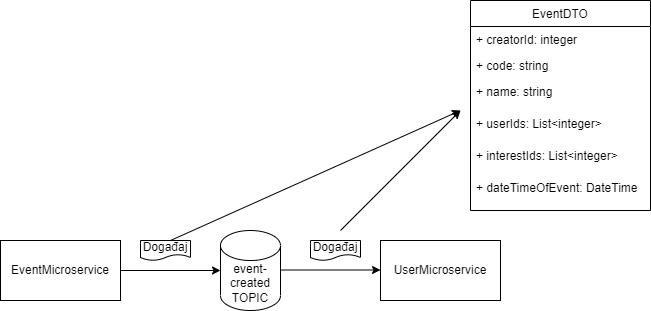 EventDTO
+ creatorId: integer
+ code: string
+ name: string
+ userIds: List<integer>
+ interestIds: List<integer>
+ dateTimeOfEvent: DateTime
Događaj
Događaj
EventMicroservice
event-
created
TOPIC
UserMicroservice